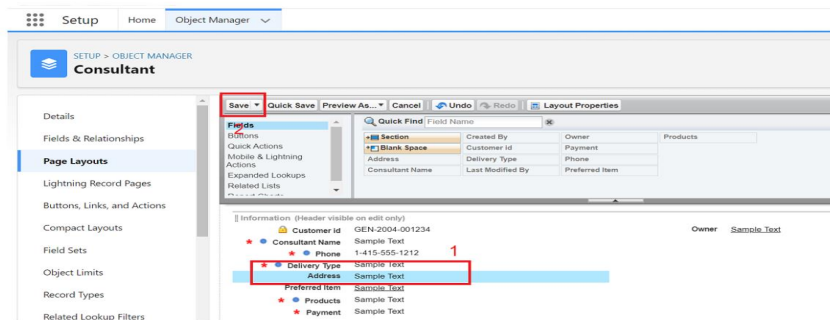 Setup Home Object Manager
SETUP > OBJECT MANAGER
Consultant
Details
Fields & Relationships
Page Layouts
Lightning Record Pages
Buttons, Links, and Actions
Compact Layouts
Field Sets
Object Limits
Record Types
Related Lookup Filters
Save Quick Save Preview As... Cancel Undo Redo Layout Properties
Fields
2
Buttons
Quick Actions
Mobile & Lightning
Actions
Expanded Lookups
Related Lists
Report Charts
Quick Find Field Name
Section Created By Owner Products
Blank Space Customer id Payment
Address Delivery Type Phone
Consultant Name Last Modified By Preferred Item
Information (Header visible on edit only)
Customer id GEN-2004-001234 Owner Sample Text
Consultant Name Sample Text
Phone 1-415-555-1212 1
Delivery Type Sample Text
Address Sample Text
Preferred Item Sample Text
Products Sample Text
Payment Sample Text